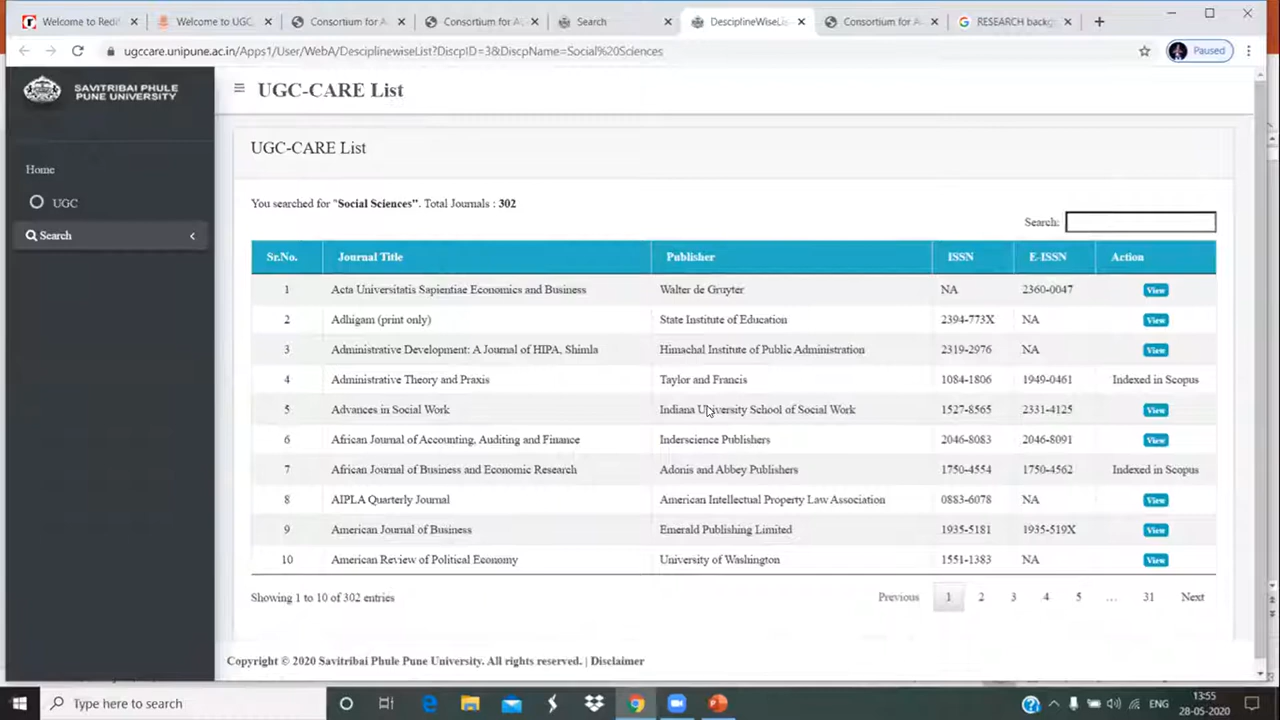 Welcome to Redi
Welcome to UGC,
Consortium for A
Consortium for A
Search
DesciplineWiseLis
Consortium for A
RESEARCH backg
ugccare.unipune.ac.in/Apps1/User/WebA/DesciplinewiseList?DiscpID=3&DiscpName=Social%20Sciences
Paused
SAVITRIBAI PHULE
PUNE UNIVERSITY
UGC-CARE List
Home
UGC
Search
UGC-CARE List
You searched for "Social Sciences". Total Journals : 302
Search:
Sr.No. Journal Title Publisher ISSN E-ISSN Action
1 Acta Universitatis Sapientiae Economics and Business Walter de Gruyter NA 2360-0047 View
2 Adhigam (print only) State Institute of Education 2394-773X NA View
3 Administrative Development: A Journal of HIPA, Shimla Himachal Institute of Public Administration 2319-2976 NA View
4 Administrative Theory and Praxis Taylor and Francis 1084-1806 1949-0461 Indexed in Scopus
5 Advances in Social Work Indiana University School of Social Work 1527-8565 2331-4125 View
6 African Journal of Accounting, Auditing and Finance Inderscience Publishers 2046-8083 2046-8091 View
7 African Journal of Business and Economic Research Adonis and Abbey Publishers 1750-4554 1750-4562 Indexed in Scopus
8 AIPLA Quarterly Journal American Intellectual Property Law Association 0883-6078 NA View
9 American Journal of Business Emerald Publishing Limited 1935-5181 1935-519X View
10 American Review of Political Economy University of Washington 1551-1383 NA View
Showing 1 to 10 of 302 entries
Previous 1 2 3 4 5 ... 31 Next
Copyright © 2020 Savitribai Phule Pune University. All rights reserved. | Disclaimer
Type here to search
ENG
13:55
28-05-2020